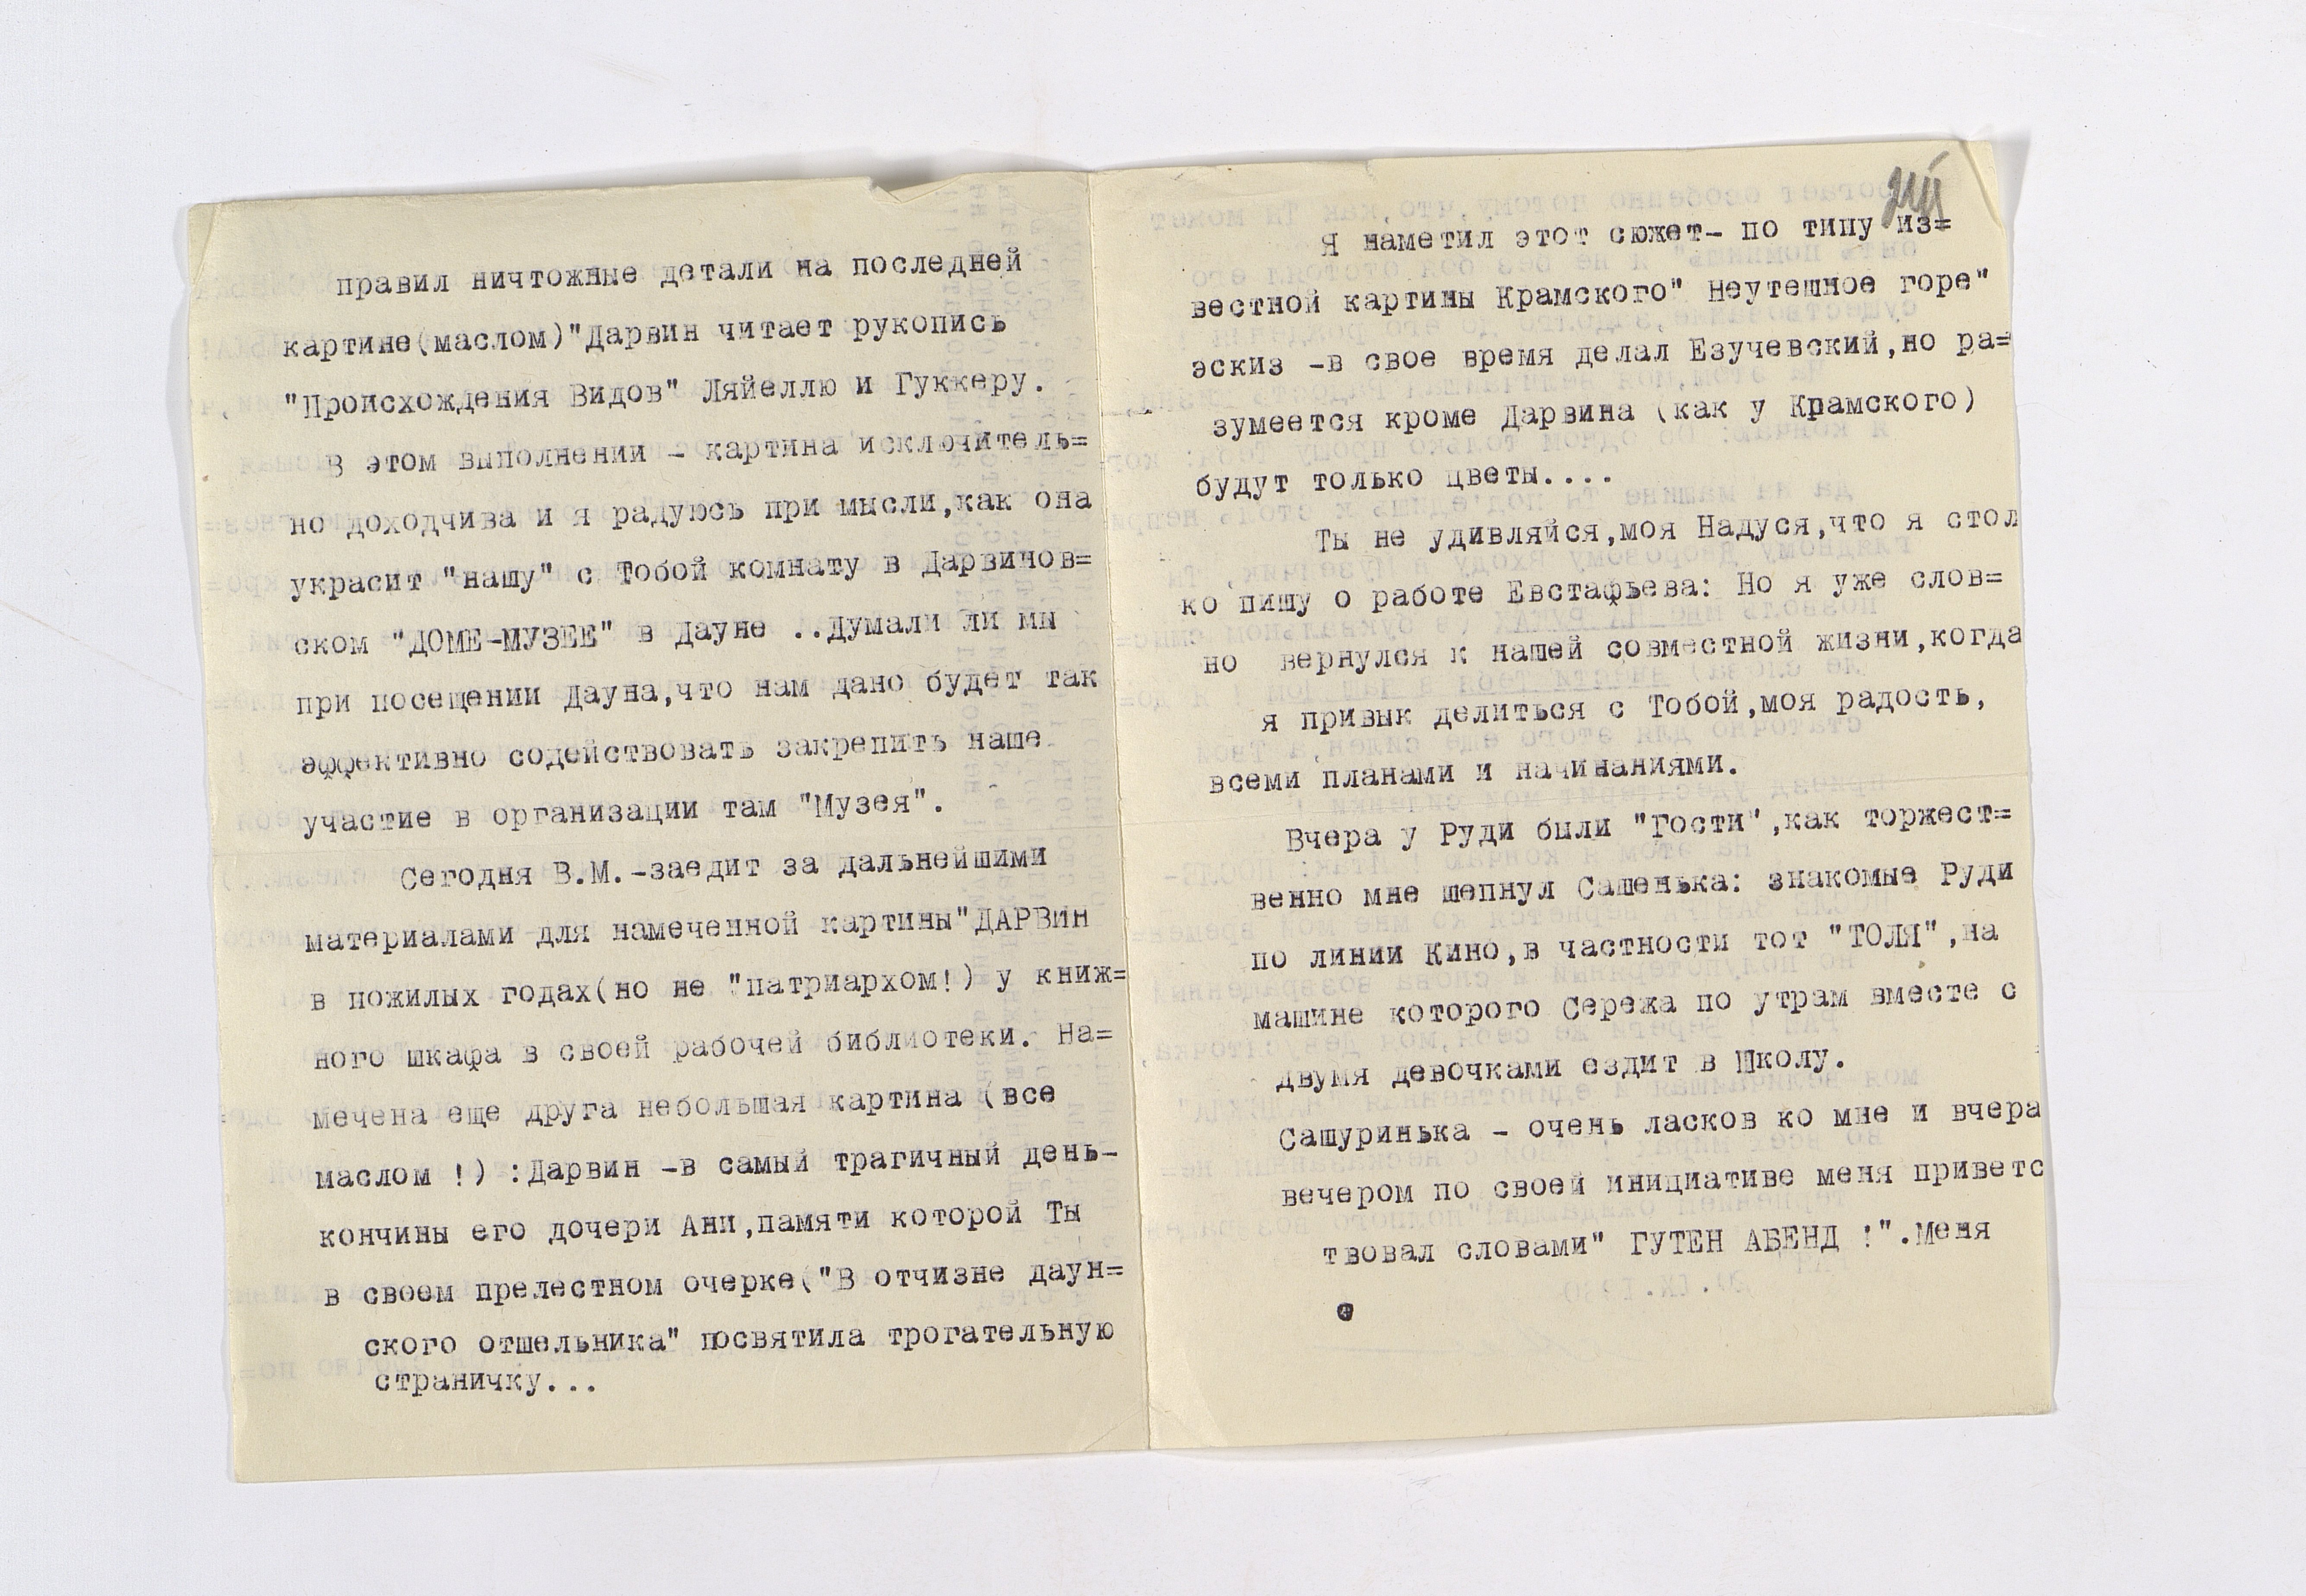 правил ничтожные детали на последней
картине(маслом)"Дарвин читает рукопись
"Происхождения Видов" Ляйеллю и Гуккеру.
В этом выполнении - картина исключитель=
но доходчива и я радуюсь при мысли,как она
украсит "нашу" с Тобой комнату в Дарвинов=
ском "ДОМЕ-МУЗЕЕ" в Дауне ..Думали ли мы
при посещении Дауна,что нам дано будет так
эффективно содействовать закрепить наше
участие в организации там "Музея".
Сегодня В.М.-заедит за дальнейшими
материалами для намеченной картины"ДАРВИН
в пожилых годах(но не "патриархом!) у книж=
ного шкафа в своей рабочей библиотеки. На=
мечена еще друга небольшая картина (все
маслом !) :Дарвин -в самый трагичный день-
кончины его дочери Ани,памяти которой Ты
в своем прелестном очерке("В отчизне даун=
ского отшельника" посвятила трогательную
страничку...
Я наметил этот сюжет- по типу из=
вестной картины Крамского" Неутешное горе"
эскиз -в свое время делал Езучевский,но ра=
зумеется кроме Дарвина (как у Крамского)
будут только цветы....
Ты не удивляйся,моя Надуся,что я стол
ко пишу о работе Евстафьева: Но я уже слов=
но вернулся к нашей совместной жизни,когда
я привык делиться с Тобой,моя радость,
всеми планами и начинаниями.
Вчера у Руди были "Гости",как торжест=
венно мне шепнул Сашенька: знакомые Руди
по линии Кино,в частности тот "ТОЛЯ",на
машине которого Сережа по утрам вместе с
двумя девочками ездит в Школу.
Сашуринька - очень ласков ко мне и вчера
вечером по своей инициативе меня приветс
твовал словами" ГУТЕН АБЕНД !".Меня